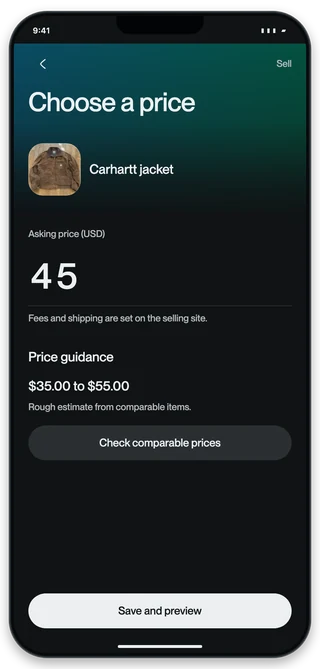 9:41
Sell
Choose a price
Carhartt jacket
Asking price (USD)
45
Fees and shipping are set on the selling site.
Price guidance
$35.00 to $55.00
Rough estimate from comparable items.
Check comparable prices
Save and preview